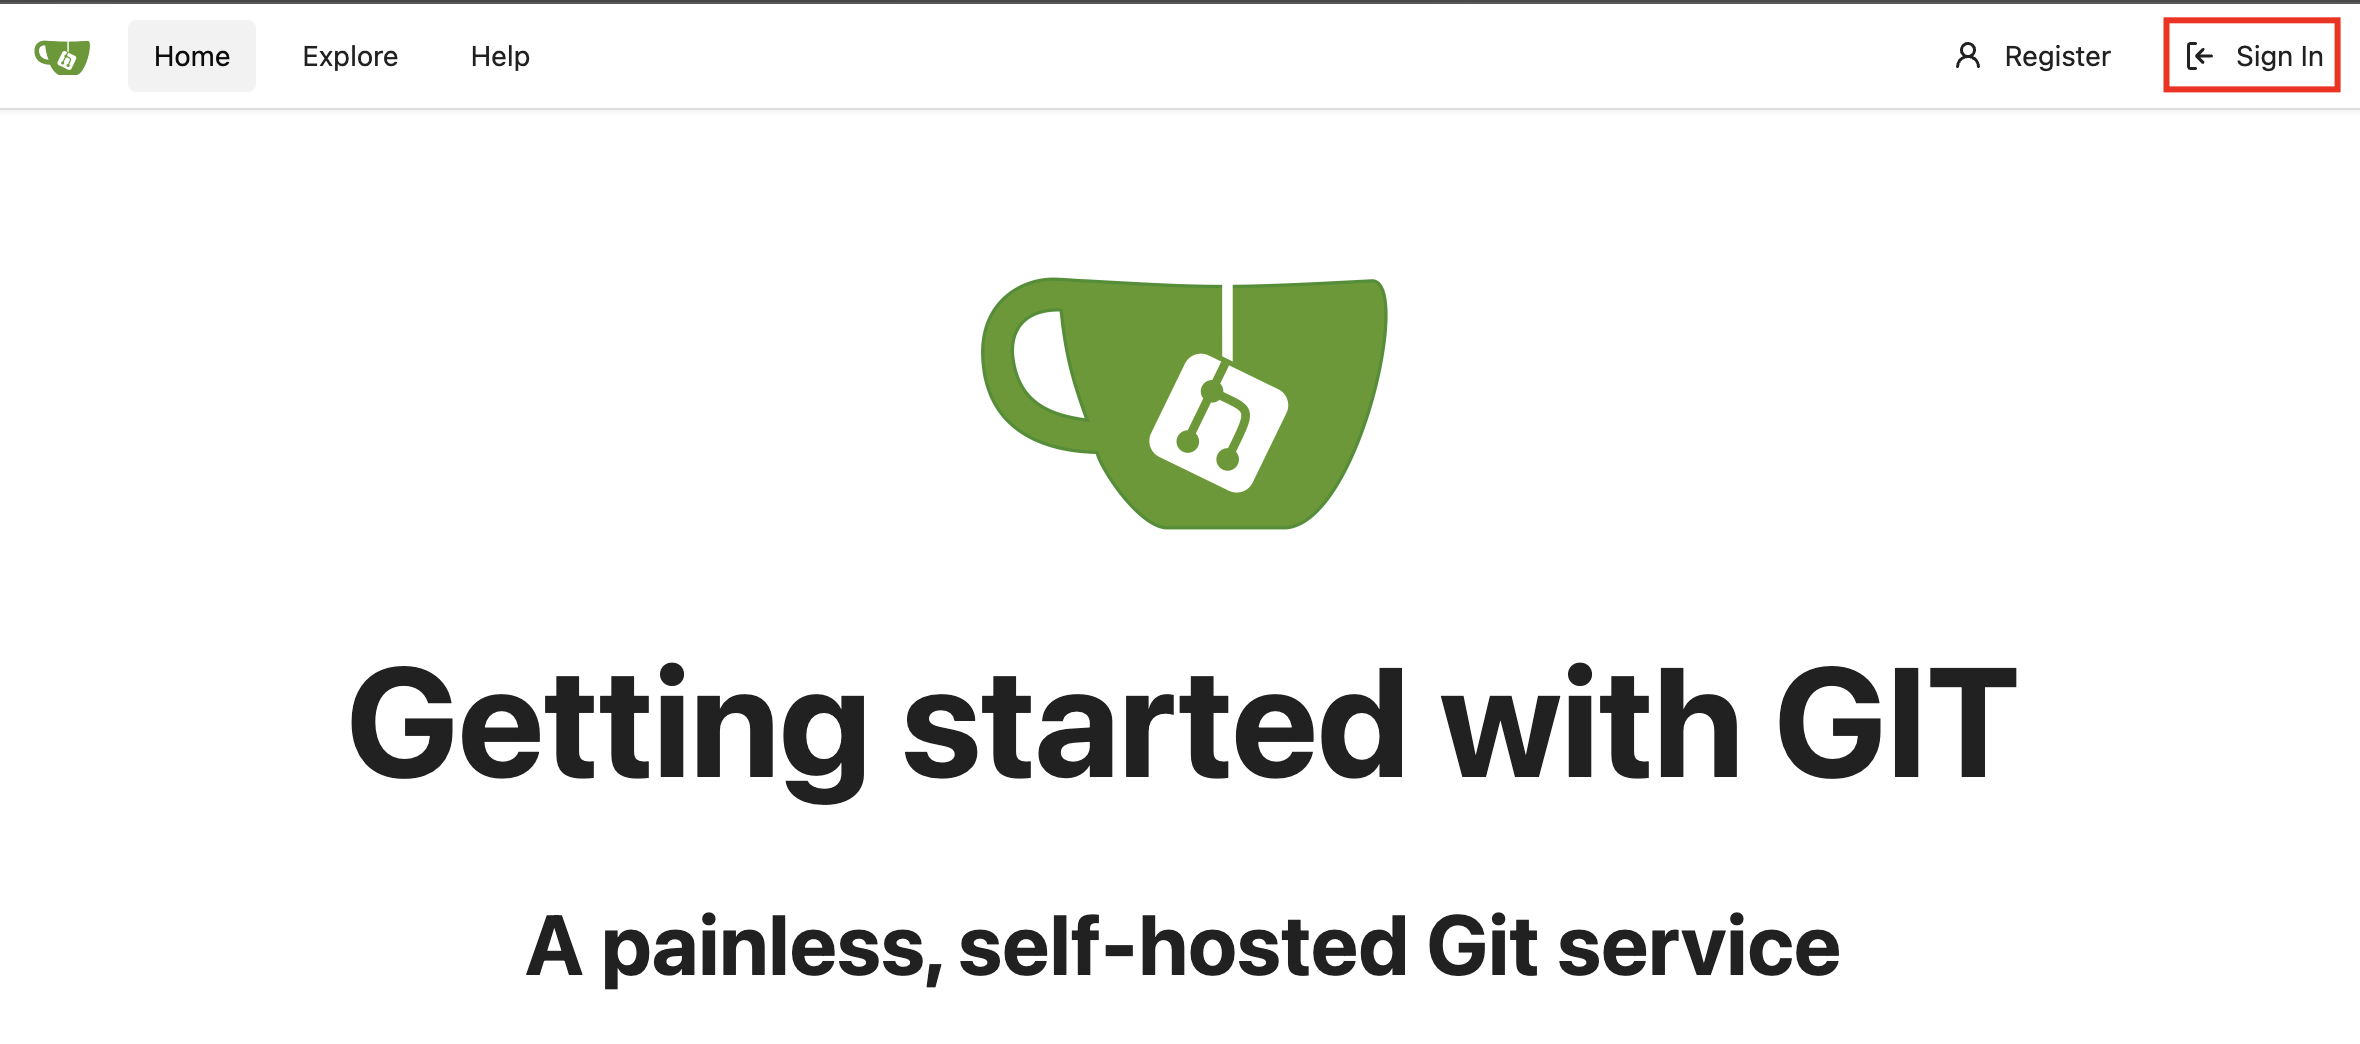 Home Explore Help Register Sign In
Getting started with GIT
A painless, self-hosted Git service